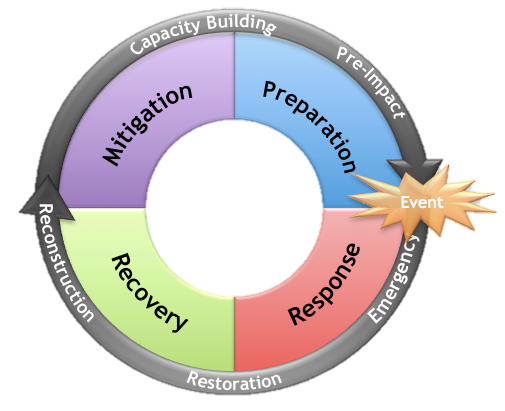 Capacity Building
Pre-Impact
Mitigation
Preparation
Event
Reconstruction
Recovery
Response
Emergency
Restoration